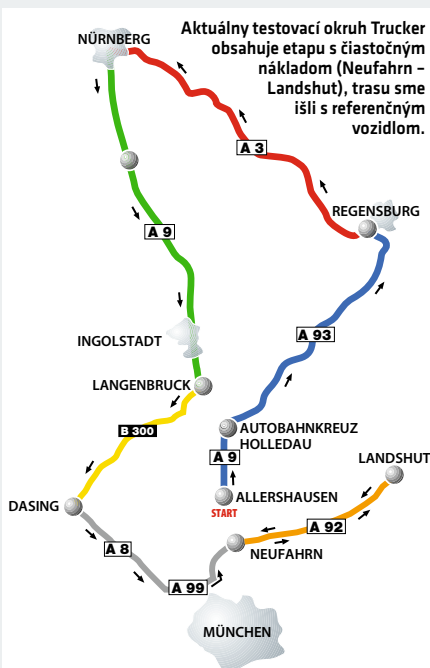 Aktuálny testovací okruh Trucker
obsahuje etapu s čiastočným
nákladom (Neufahrn –
Landshut), trasu sme
išli s referenčným
vozidlom.
NÜRNBERG
A 3
REGENSBURG
A 9
A 93
INGOLSTADT
LANGENBRUCK
B 300
AUTOBAHNKREUZ
HOLLEDAU
A 9
LANDSHUT
ALLERSHAUSEN
START
DASING
A 92
NEUFAHRN
A 8
A 99
MÜNCHEN